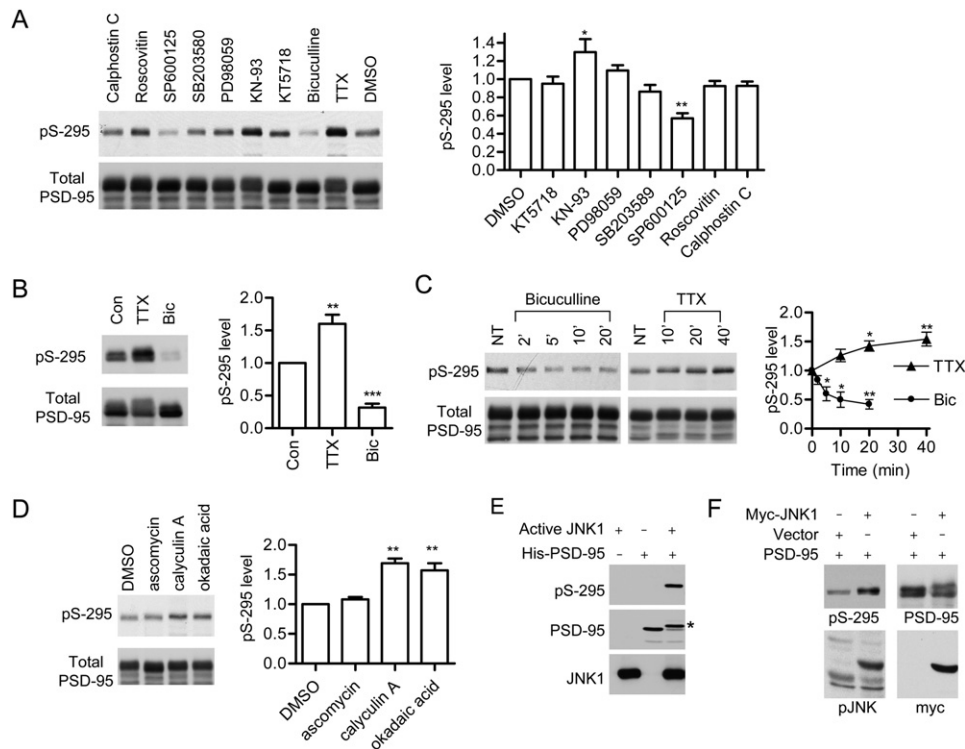 A
Calphostin C
Roscovitin
SP600125
SB203580
PD98059
KN-93
KT5718
Bicuculline
TTX
DMSO
pS-295
Total
PSD-95
pS-295 level
1.4
1.2
1.0
0.8
0.6
0.4
0.2
0
*
**
DMSO
KT5718
KN-93
PD98059
SB203589
SP600125
Roscovitin
Calphostin C
B
Con
TTX
Bic
pS-295
Total
PSD-95
pS-295 level
2.0
1.5
1.0
0.5
0.0
**
***
Con
TTX
Bic
C
Bicuculline
TTX
NT
2'
5'
10'
20'
NT
10'
20'
40'
pS-295
Total
PSD-95
pS-295 level
2.0
1.5
1.0
0.5
0.0
* **
* * **
TTX
Bic
0 10 20 30 40
Time (min)
D
DMSO
ascomycin
calyculin A
okadaic acid
pS-295
Total
PSD-95
pS-295 level
2.0
1.5
1.0
0.5
0.0
** **
DMSO
ascomycin
calyculin A
okadaic acid
E
Active JNK1 + - +
His-PSD-95 - + +
pS-295
PSD-95
*
JNK1
F
Myc-JNK1 - + - +
Vector + - + -
PSD-95 + + + +
pS-295 PSD-95
pJNK myc